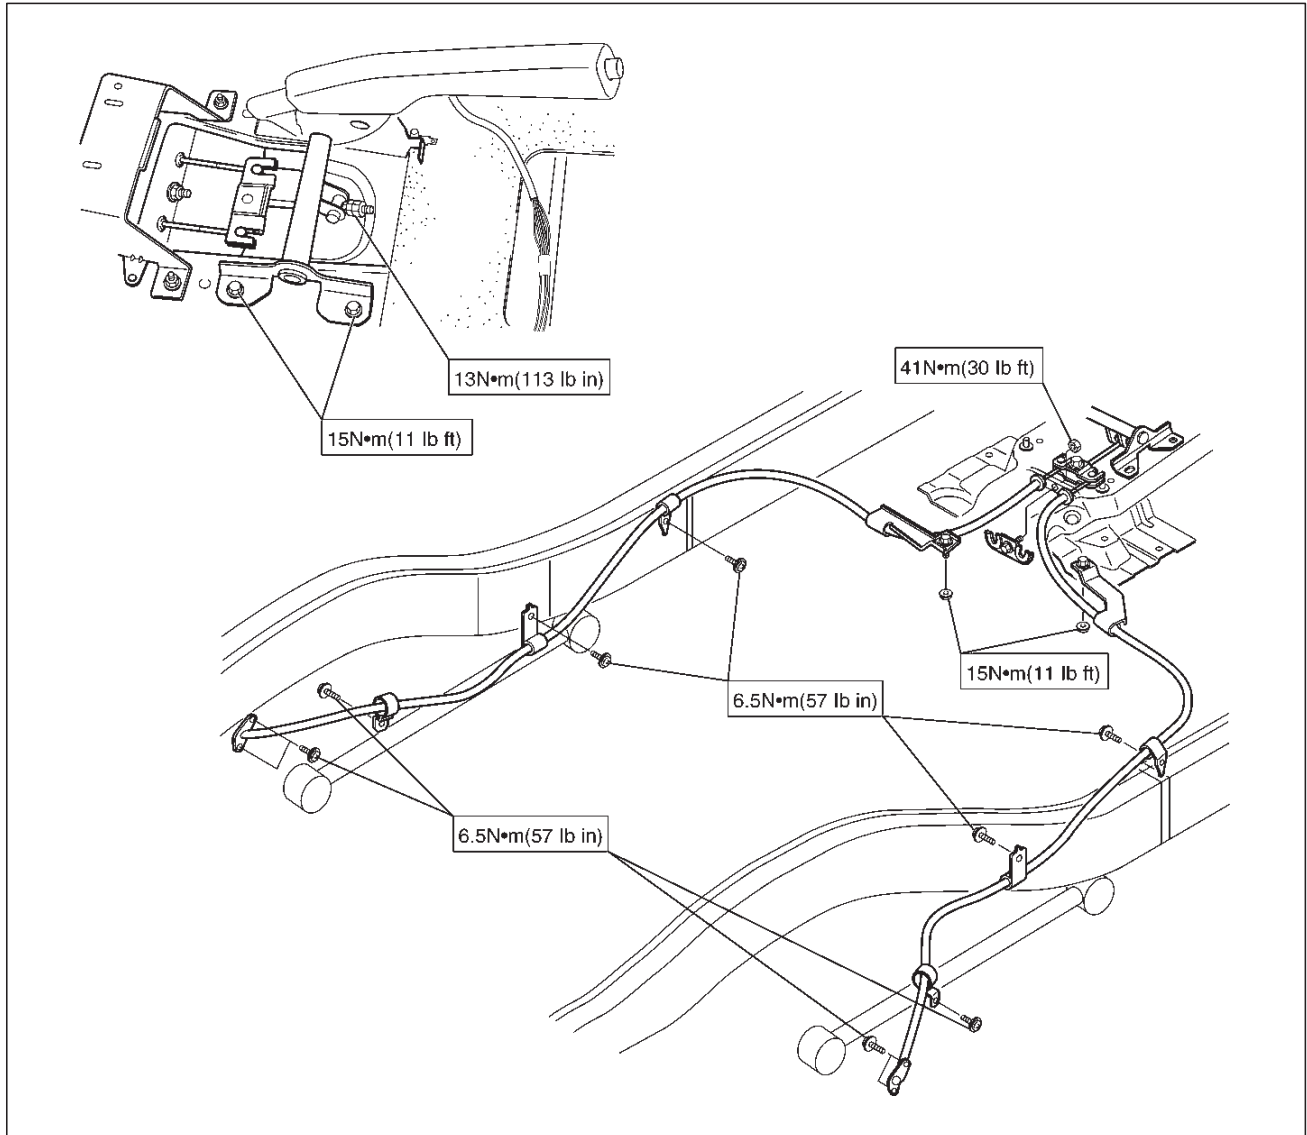 13N•m(113 lb in)
15N•m(11 lb ft)
41N•m(30 lb ft)
15N•m(11 lb ft)
6.5N•m(57 lb in)
6.5N•m(57 lb in)